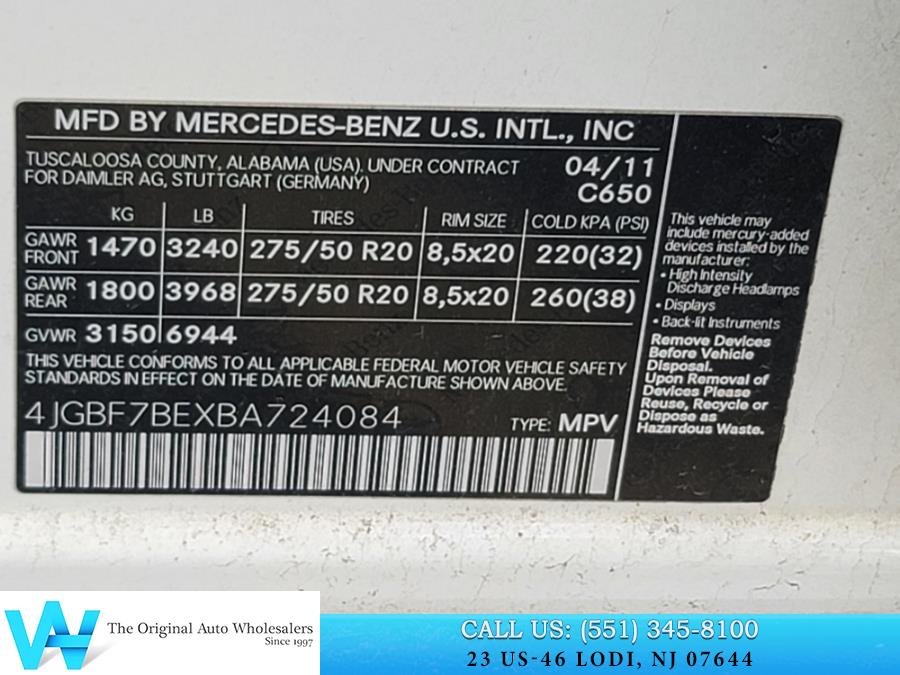 MFD BY MERCEDES-BENZ U.S. INTL., INC
TUSCALOOSA COUNTY, ALABAMA (USA). UNDER CONTRACT
FOR DAIMLER AG, STUTTGART (GERMANY)
04/11
C650
KG LB TIRES RIM SIZE COLD KPA (PSI)
GAWR
FRONT 1470 3240 275/50 R20 8,5x20 220(32)
GAWR
REAR 1800 3968 275/50 R20 8,5x20 260(38)
GVWR 3150 6944
THIS VEHICLE CONFORMS TO ALL APPLICABLE FEDERAL MOTOR VEHICLE SAFETY
STANDARDS IN EFFECT ON THE DATE OF MANUFACTURE SHOWN ABOVE.
4JGBF7BEXBA724084 TYPE: MPV
This vehicle may
include mercury-added
devices installed by the
manufacturer:
• High Intensity
Discharge Headlamps
• Displays
• Back-lit Instruments
Remove Devices
Before Vehicle
Disposal.
Upon Removal of
Devices Please
Reuse, Recycle or
Dispose as
Hazardous Waste.
4W The Original Auto Wholesalers
Since 1997
CALL US: (551) 345-8100
23 US-46 LODI, NJ 07644